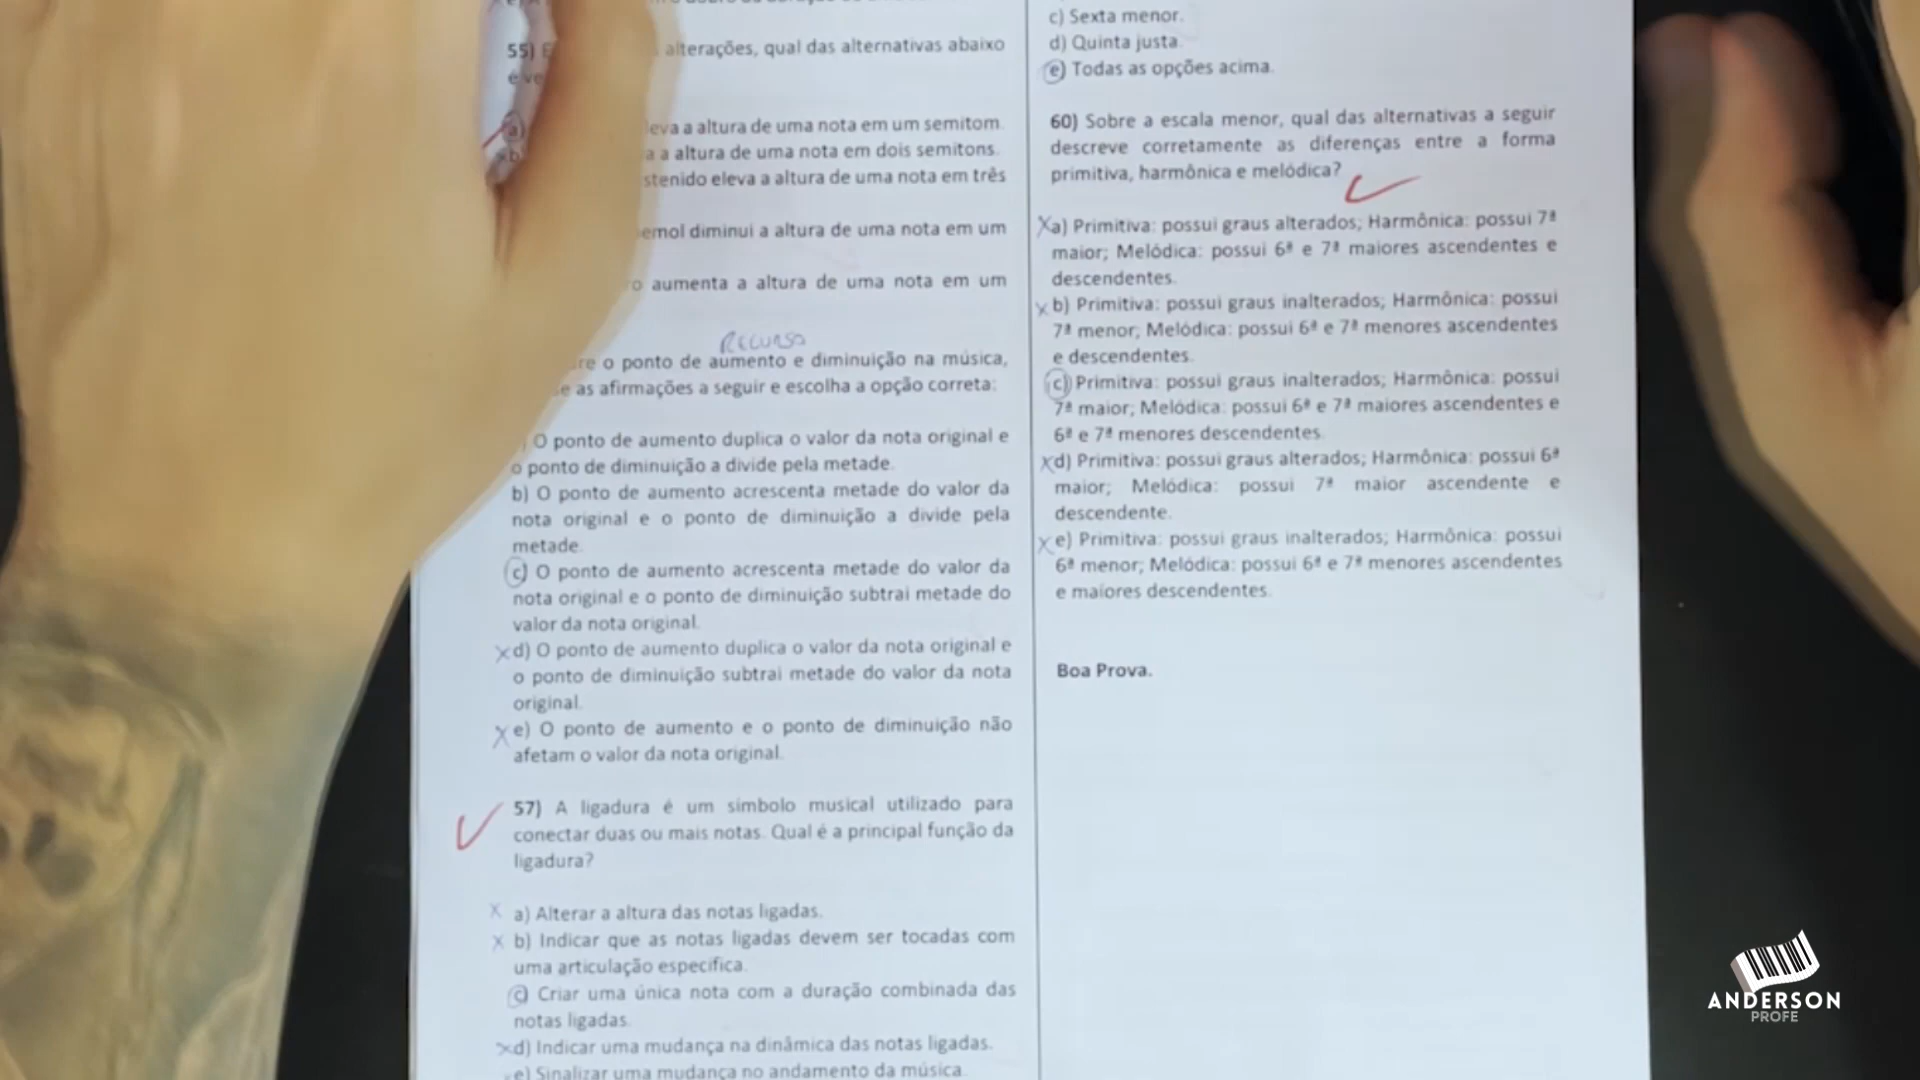 55)
alterações, qual das alternativas abaixo
é ve
a)
leva a altura de uma nota em um semitom.
b
a a altura de uma nota em dois semitons.
stenido eleva a altura de uma nota em três
emol diminui a altura de uma nota em um
o aumenta a altura de uma nota em um
RECURSO
re o ponto de aumento e diminuição na música,
e as afirmações a seguir e escolha a opção correta:
) O ponto de aumento duplica o valor da nota original e
o ponto de diminuição a divide pela metade.
b) O ponto de aumento acrescenta metade do valor da
nota original e o ponto de diminuição a divide pela
metade.
c) O ponto de aumento acrescenta metade do valor da
nota original e o ponto de diminuição subtrai metade do
valor da nota original.
X d) O ponto de aumento duplica o valor da nota original e
o ponto de diminuição subtrai metade do valor da nota
original.
X e) O ponto de aumento e o ponto de diminuição não
afetam o valor da nota original.
57) A ligadura é um símbolo musical utilizado para
conectar duas ou mais notas. Qual é a principal função da
ligadura?
X a) Alterar a altura das notas ligadas.
X b) Indicar que as notas ligadas devem ser tocadas com
uma articulação específica.
c) Criar uma única nota com a duração combinada das
notas ligadas.
X d) Indicar uma mudança na dinâmica das notas ligadas.
e) Sinalizar uma mudança no andamento da música.
c) Sexta menor.
d) Quinta justa.
e) Todas as opções acima.
60) Sobre a escala menor, qual das alternativas a seguir
descreve corretamente as diferenças entre a forma
primitiva, harmônica e melódica?
X a) Primitiva: possui graus alterados; Harmônica: possui 7ª
maior; Melódica: possui 6ª e 7ª maiores ascendentes e
descendentes.
X b) Primitiva: possui graus inalterados; Harmônica: possui
7ª menor; Melódica: possui 6ª e 7ª menores ascendentes
e descendentes.
c) Primitiva: possui graus inalterados; Harmônica: possui
7ª maior; Melódica: possui 6ª e 7ª maiores ascendentes e
6ª e 7ª menores descendentes.
X d) Primitiva: possui graus alterados; Harmônica: possui 6ª
maior; Melódica: possui 7ª maior ascendente e
descendente.
X e) Primitiva: possui graus inalterados; Harmônica: possui
6ª menor; Melódica: possui 6ª e 7ª menores ascendentes
e maiores descendentes.
Boa Prova.
ANDERSON
PROFE